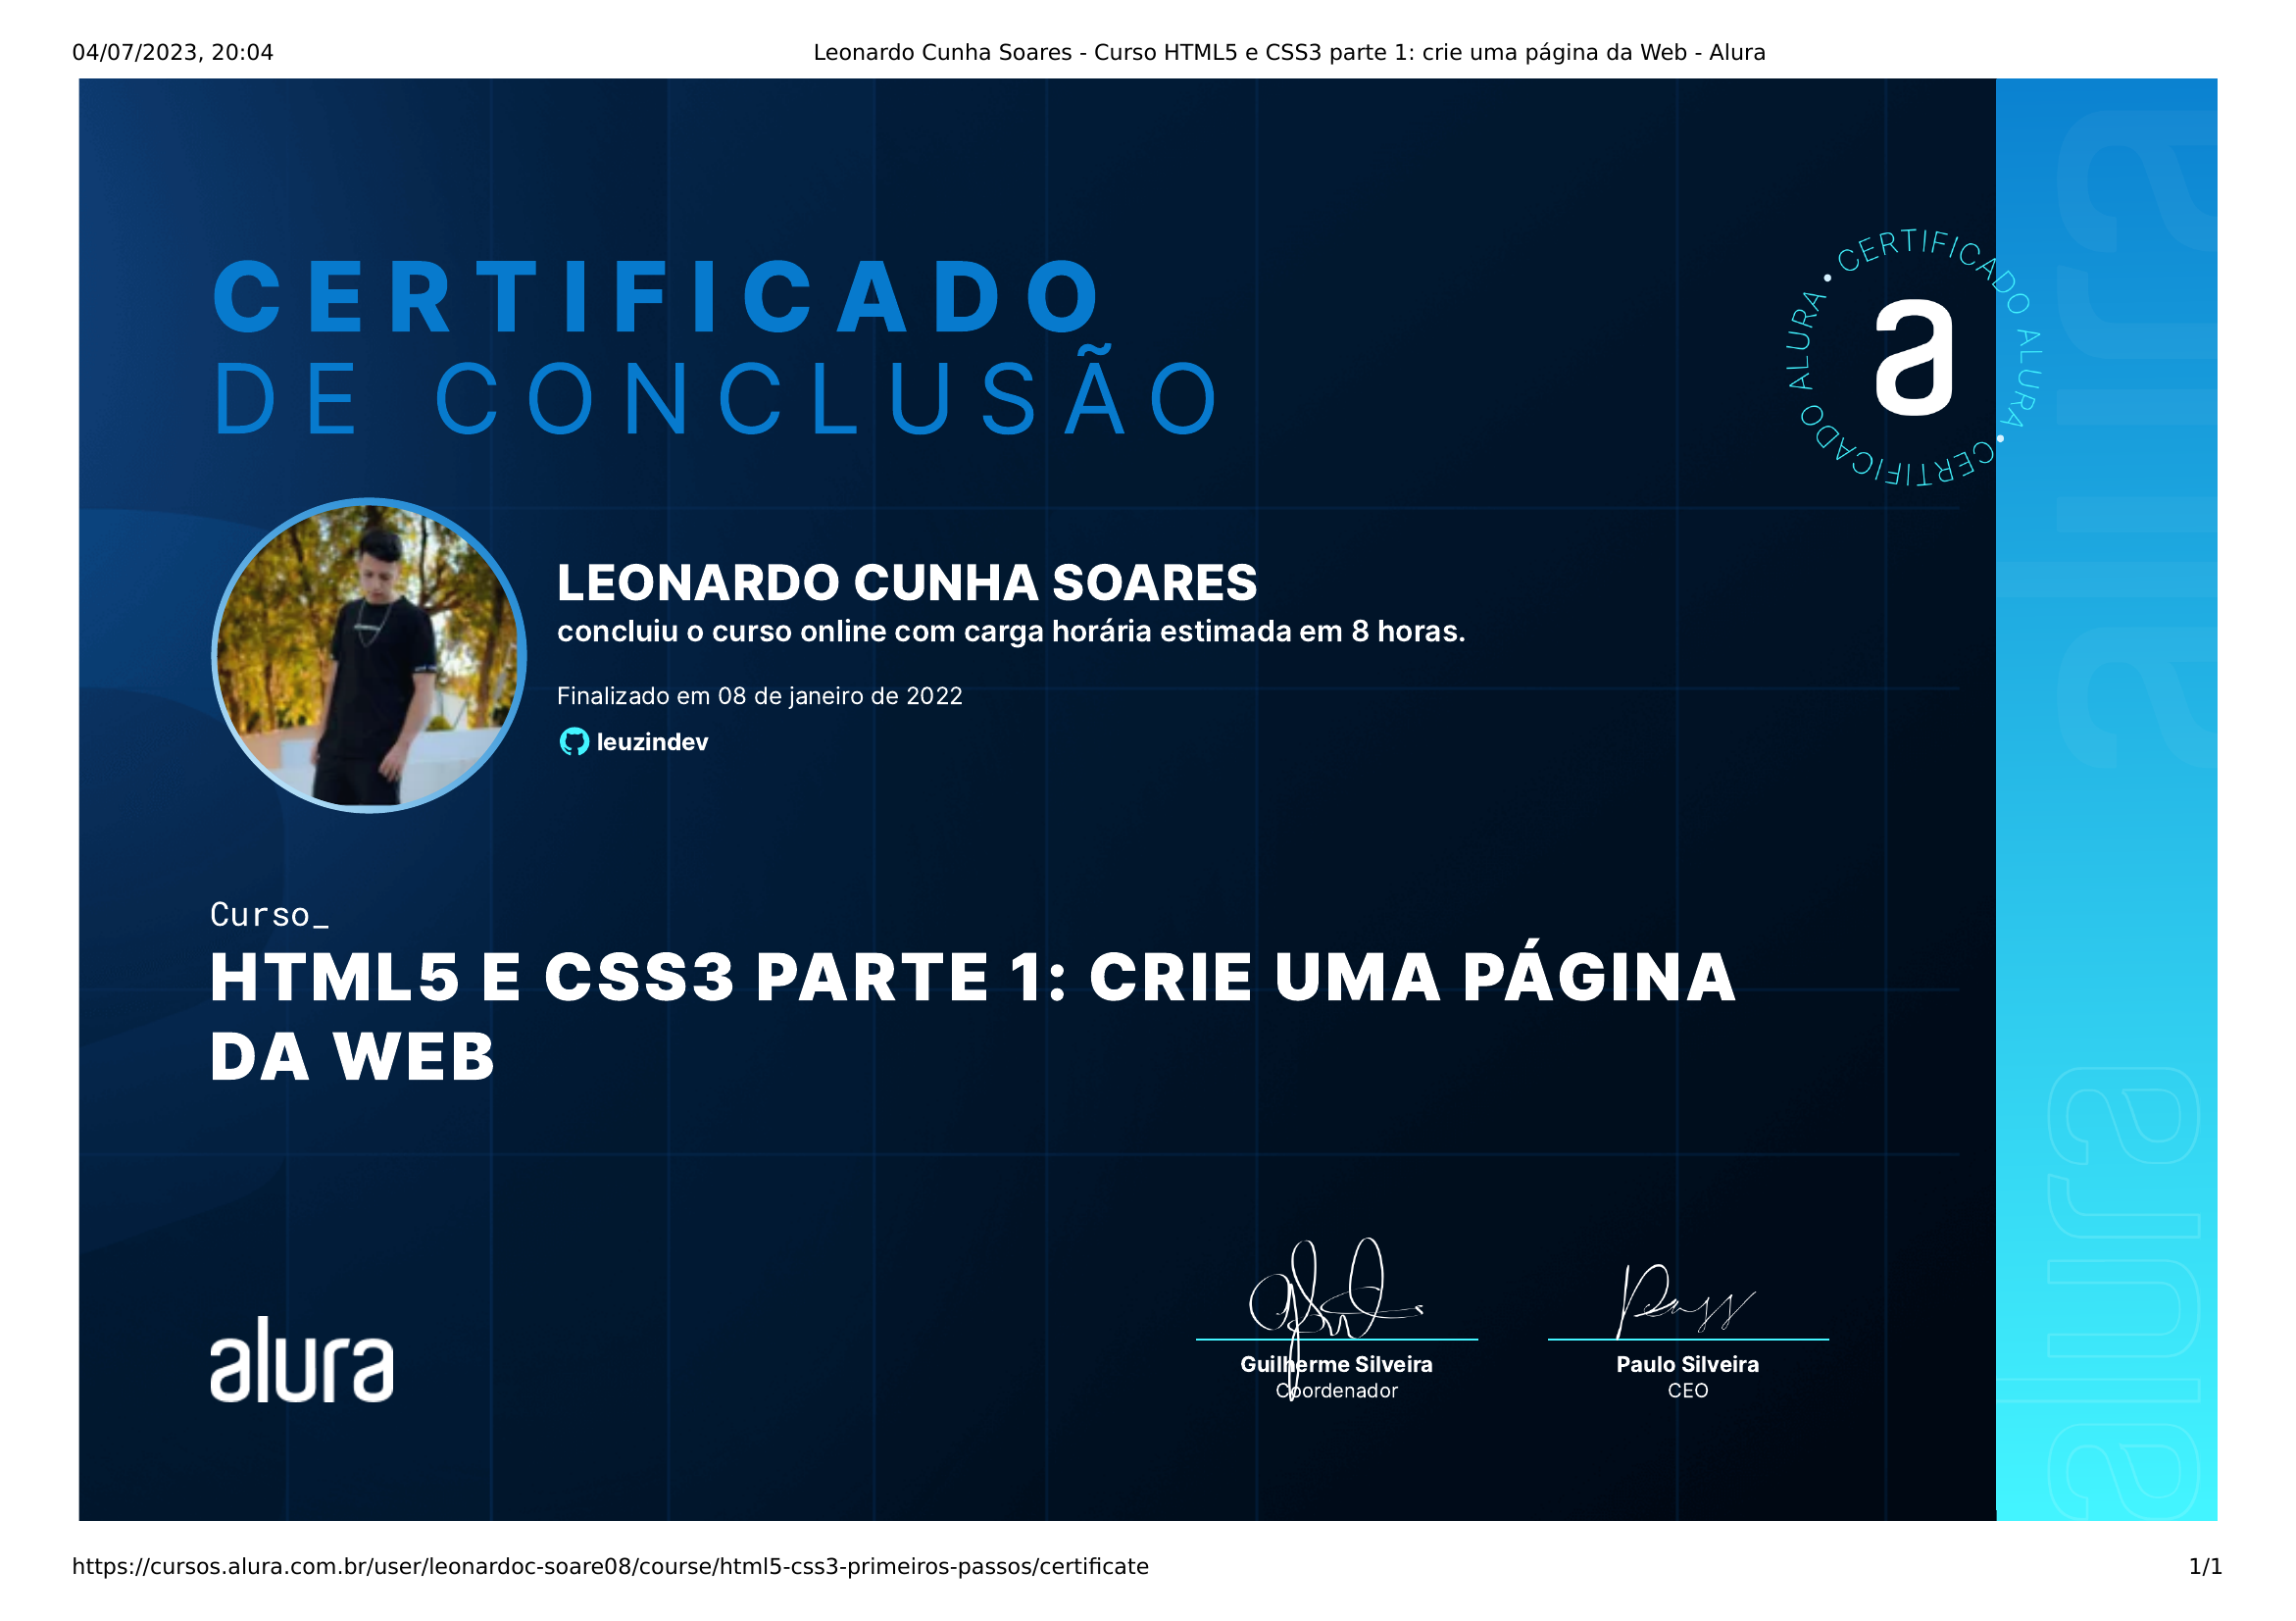 04/07/2023, 20:04
Leonardo Cunha Soares - Curso HTML5 e CSS3 parte 1: crie uma página da Web - Alura
CERTIFICADO
DE CONCLUSÃO
• CERTIFICADO ALURA • CERTIFICADO ALURA
a
LEONARDO CUNHA SOARES
concluiu o curso online com carga horária estimada em 8 horas.
Finalizado em 08 de janeiro de 2022
leuzindev
Curso_
HTML5 E CSS3 PARTE 1: CRIE UMA PÁGINA
DA WEB
alura
Guilherme Silveira
Coordenador
Paulo Silveira
CEO
alura
alura
https://cursos.alura.com.br/user/leonardoc-soare08/course/html5-css3-primeiros-passos/certificate
1/1